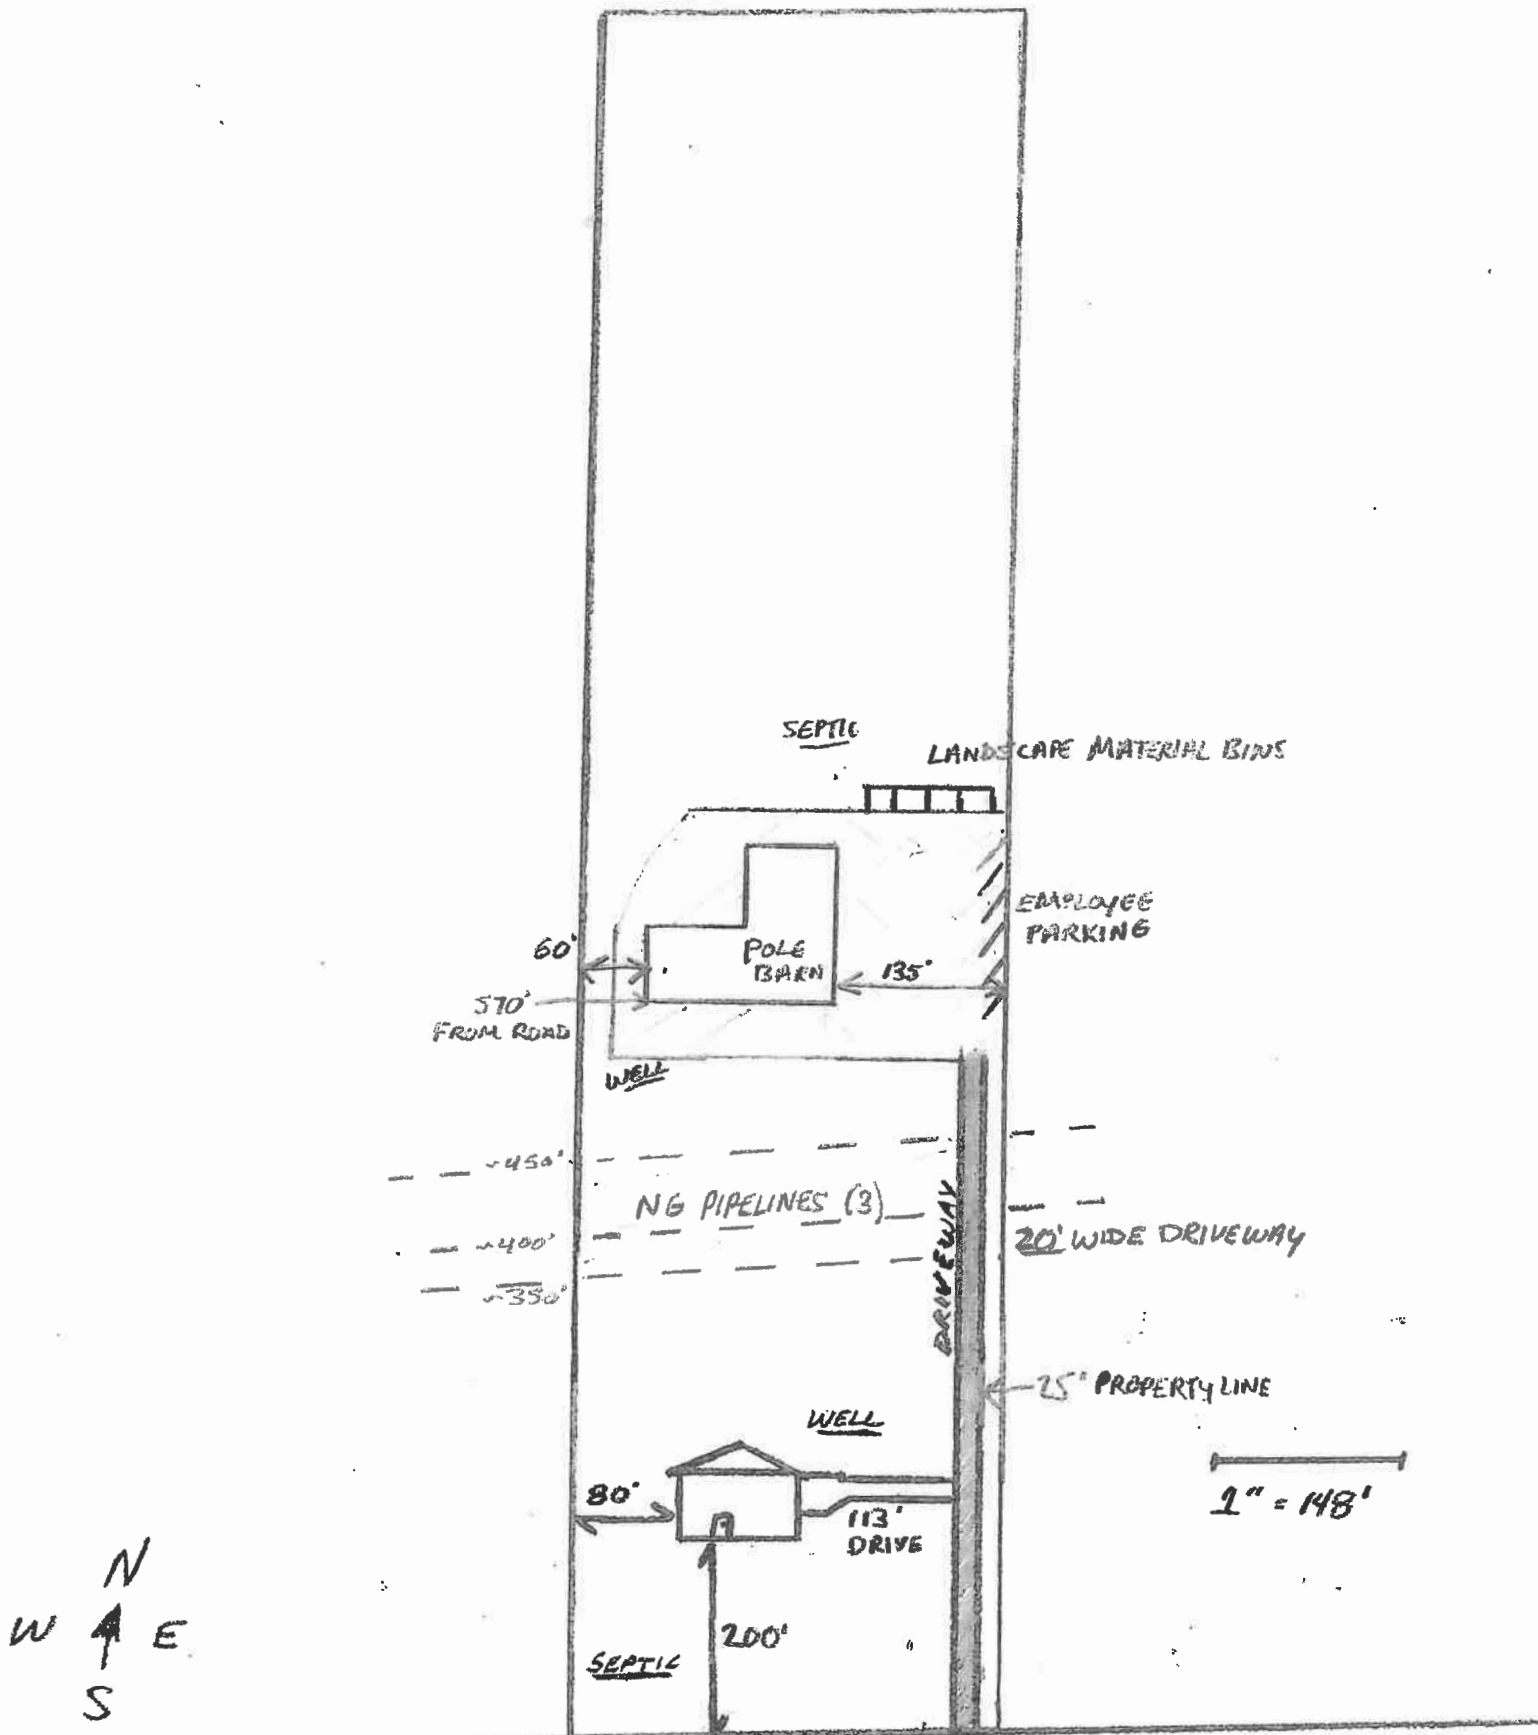 SEPTIC
LANDSCAPE MATERIAL BINS
EMPLOYEE
PARKING
60'
POLE
BARN
135'
570'
FROM ROAD
WELL
~450'
NG PIPELINES (3)
~400'
20' WIDE DRIVEWAY
~350'
DRIVEWAY
25' PROPERTY LINE
WELL
80'
113'
DRIVE
1" = 148'
N
W E
S
200'
SEPTIC